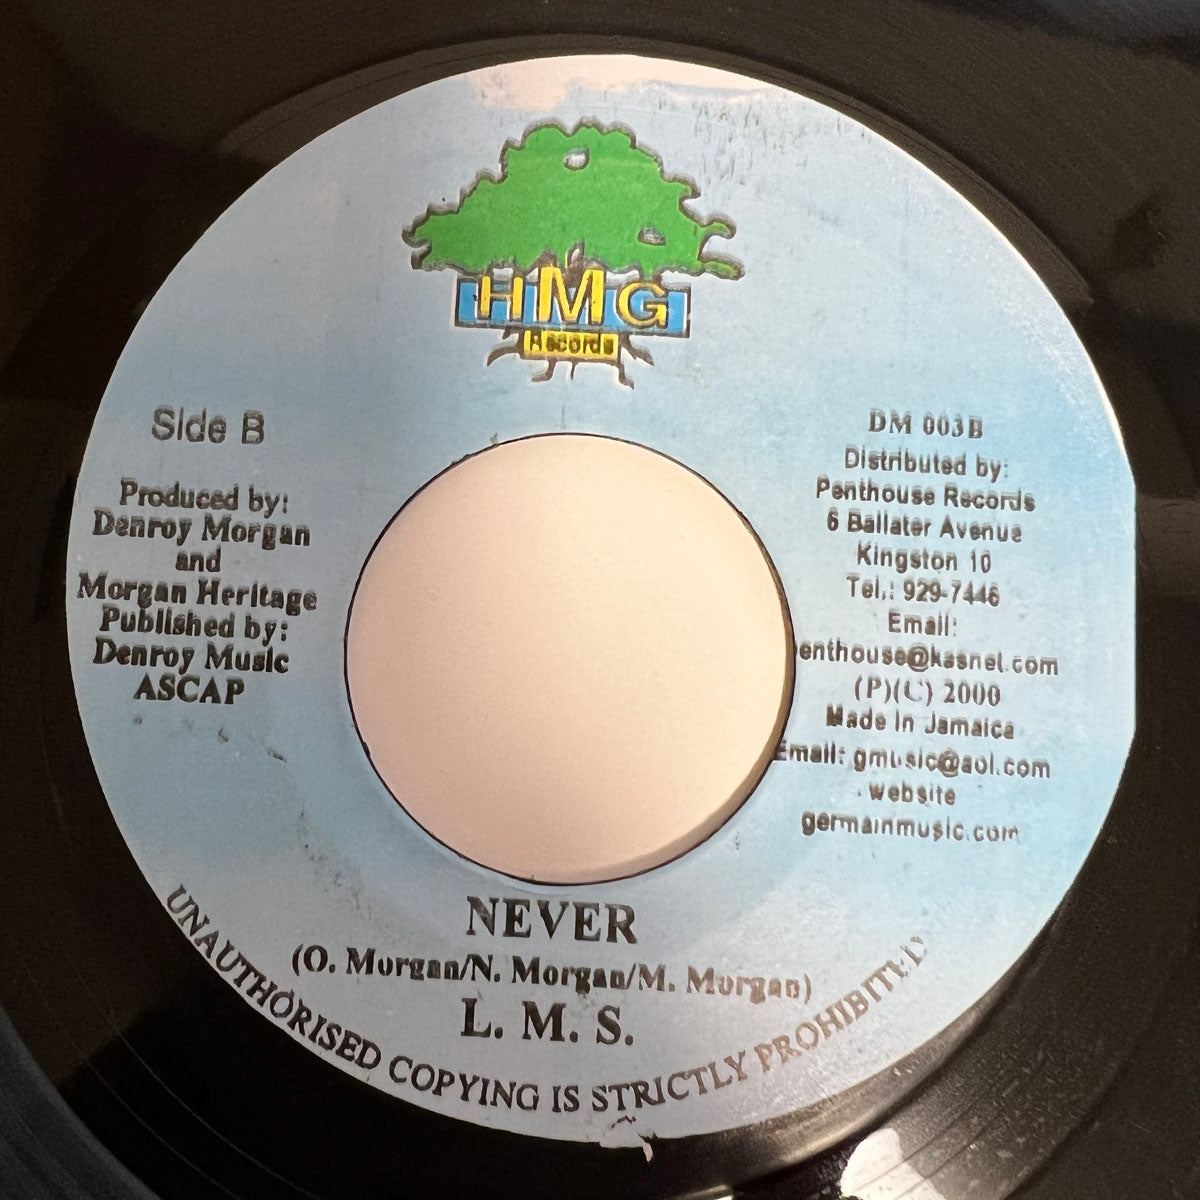 HMG
Records
Side B
Produced by:
Denroy Morgan
and
Morgan Heritage
Published by:
Denroy Music
ASCAP
DM 003B
Distributed by:
Penthouse Records
6 Ballater Avenue
Kingston 10
Tel.: 929-7446
Email:
penthouse@kasnet.com
(P)(C) 2000
Made In Jamaica
Email: gmusic@aol.com
website
germainmusic.com
NEVER
(O. Morgan/N. Morgan/M. Morgan)
L. M. S.
UNAUTHORISED COPYING IS STRICTLY PROHIBITED